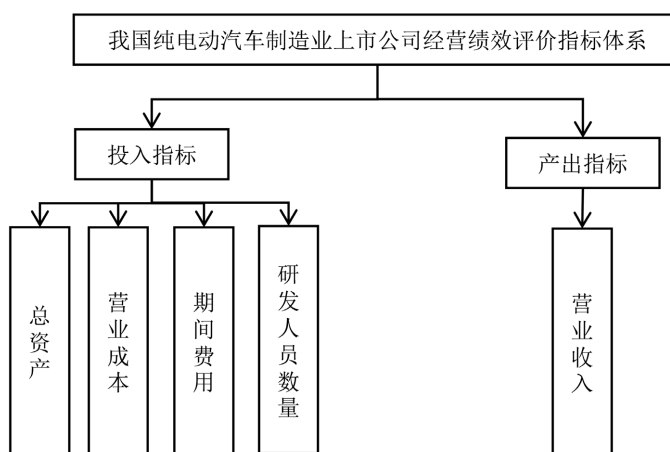 我国纯电动汽车制造业上市公司经营绩效评价指标体系
投入指标
产出指标
总资产
营业成本
期间费用
研发人员数量
营业收入